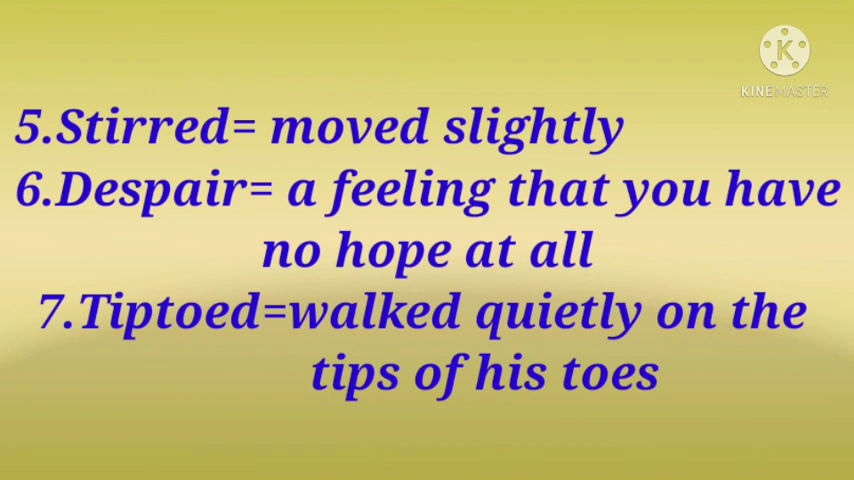 KINEMASTER
5.Stirred= moved slightly
6.Despair= a feeling that you have
no hope at all
7.Tiptoed=walked quietly on the
tips of his toes